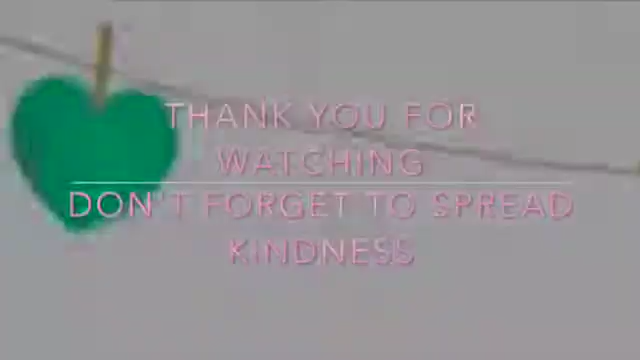 THANK YOU FOR
WATCHING
DON'T FORGET TO SPREAD
KINDNESS